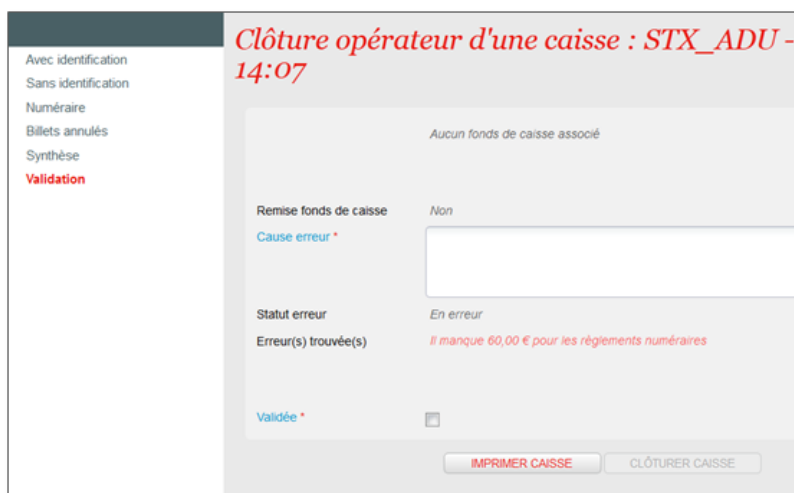 Avec identification
Sans identification
Numéraire
Billets annulés
Synthèse
Validation
Clôture opérateur d'une caisse : STX_ADU -
14:07
Aucun fonds de caisse associé
Remise fonds de caisse Non
Cause erreur *
Statut erreur En erreur
Erreur(s) trouvée(s) Il manque 60,00 € pour les règlements numéraires
Validée *
IMPRIMER CAISSE CLÔTURER CAISSE